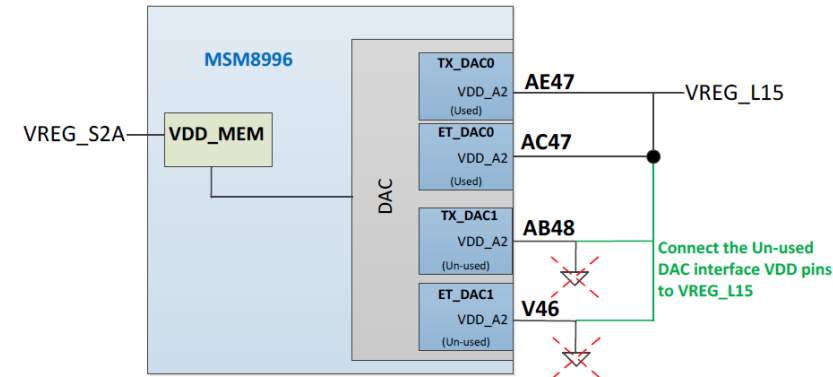 MSM8996
VREG_S2A
VDD_MEM
DAC
TX_DAC0
VDD_A2
(Used)
AE47
VREG_L15
ET_DAC0
VDD_A2
(Used)
AC47
TX_DAC1
VDD_A2
(Un-used)
AB48
ET_DAC1
VDD_A2
(Un-used)
V46
Connect the Un-used
DAC interface VDD pins
to VREG_L15